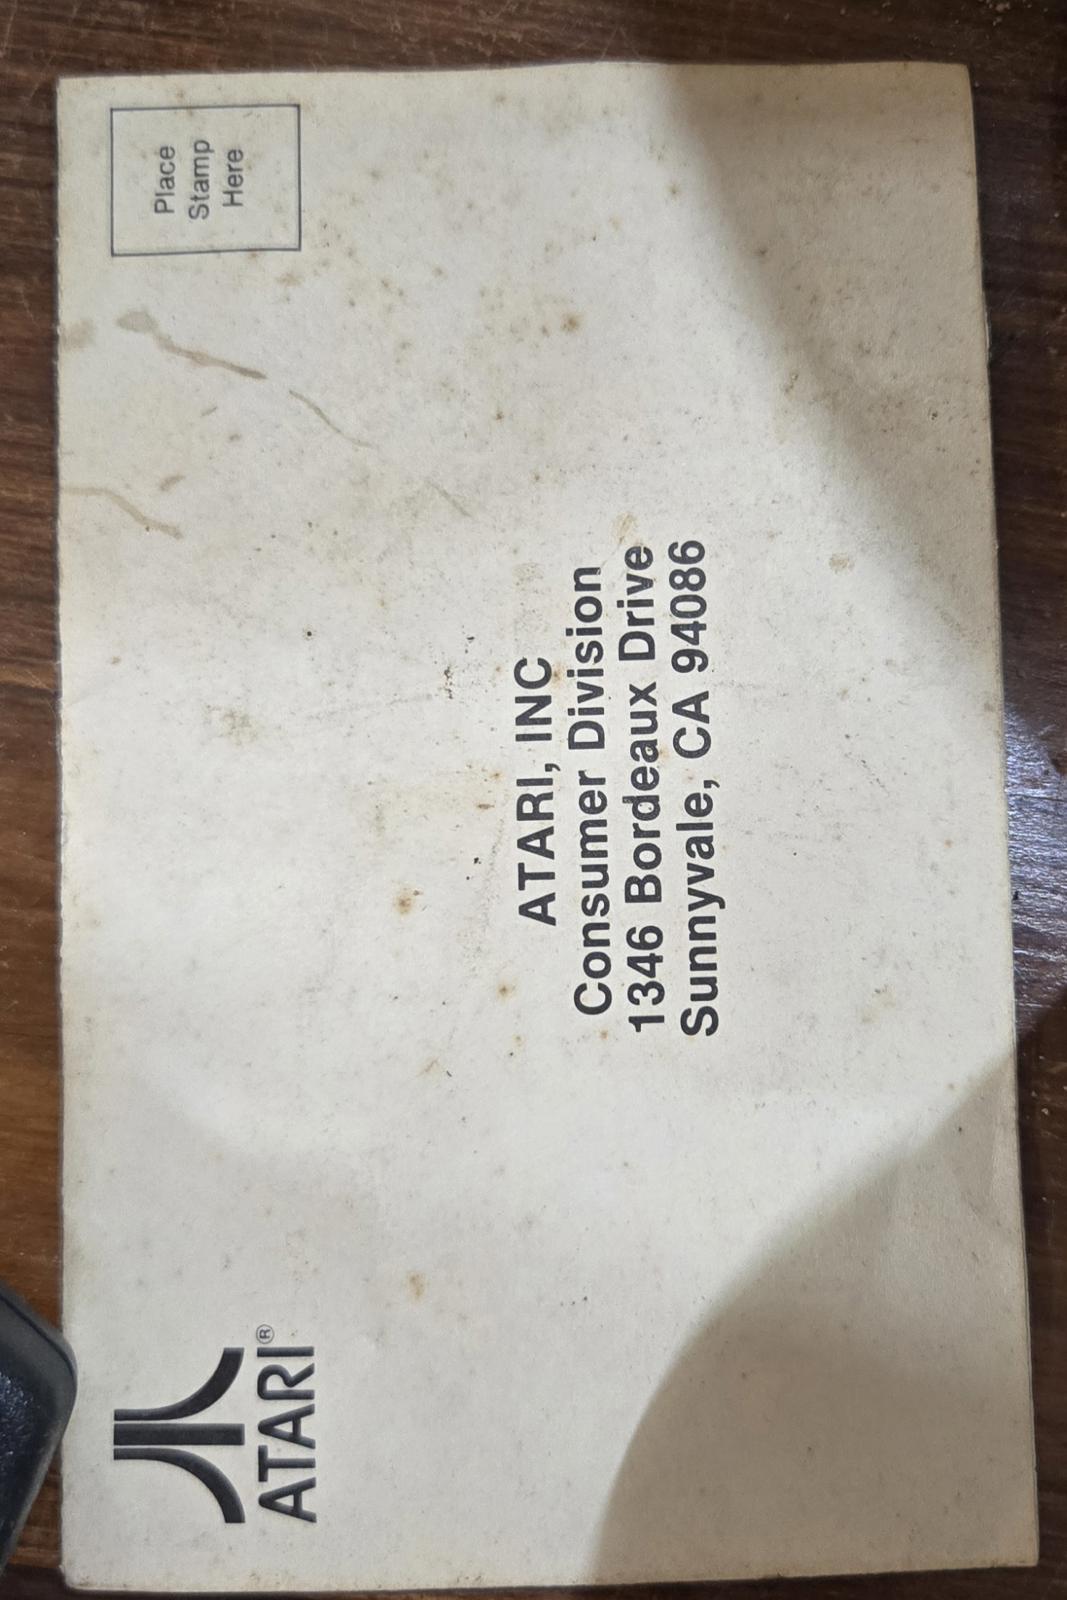 Place
Stamp
Here
ATARI, INC
Consumer Division
1346 Bordeaux Drive
Sunnyvale, CA 94086
ATARI®